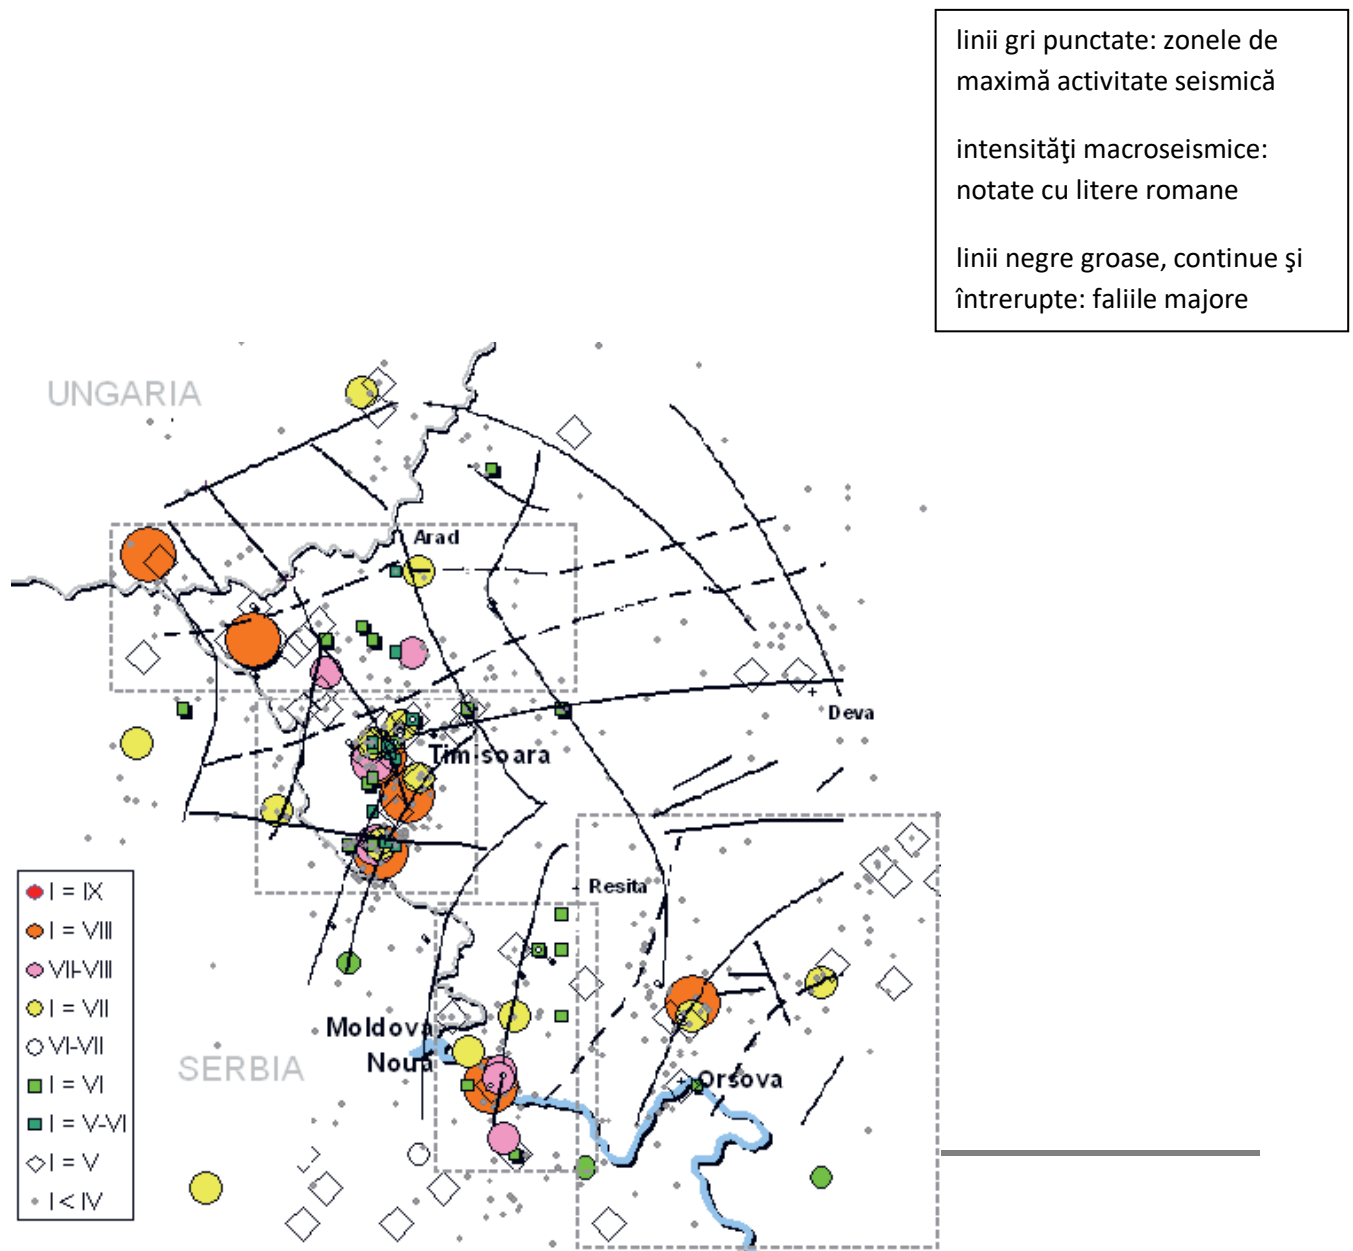 linii gri punctate: zonele de
maximă activitate seismică
intensităţi macroseismice:
notate cu litere romane
linii negre groase, continue şi
întrerupte: faliile majore
UNGARIA
Arad
Deva
Tim·soara
Resita
Moldova
Noua
Orsova
SERBIA
I = IX
I = VIII
VII-VIII
I = VII
VI-VII
I = VI
I = V-VI
I = V
I < IV